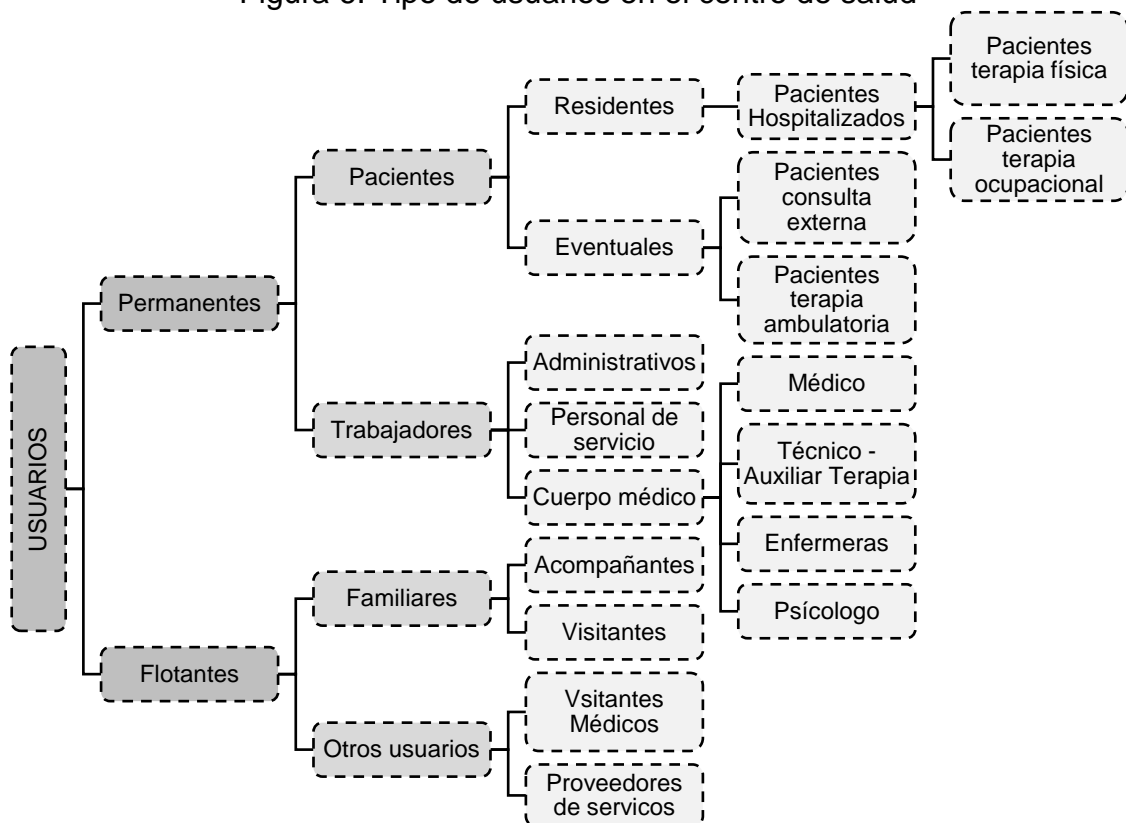 Figura 6. Tipo de usuarios en el centro de salud
USUARIOS
Permanentes
Pacientes
Residentes
Pacientes
Hospitalizados
Pacientes
terapia física
Pacientes
terapia
ocupacional
Eventuales
Pacientes
consulta
externa
Pacientes
terapia
ambulatoria
Trabajadores
Administrativos
Personal de
servicio
Cuerpo médico
Médico
Técnico -
Auxiliar Terapia
Enfermeras
Psícologo
Flotantes
Familiares
Acompañantes
Visitantes
Otros usuarios
Vsitantes
Médicos
Proveedores
de servicos